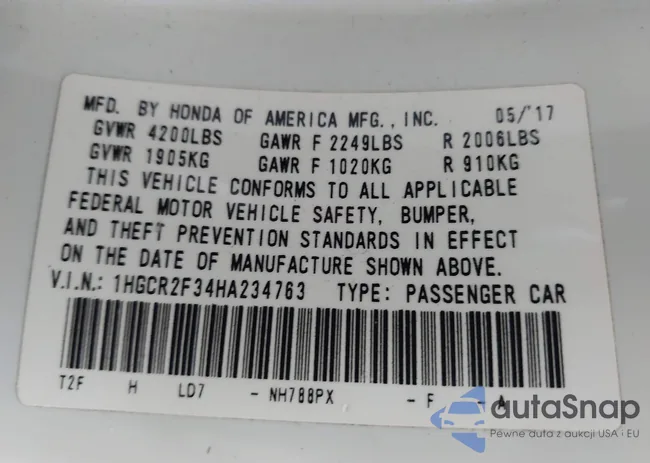 MFD. BY HONDA OF AMERICA MFG., INC. 05/'17
GVWR 4200LBS GAWR F 2249LBS R 2006LBS
GVWR 1905KG GAWR F 1020KG R 910KG
THIS VEHICLE CONFORMS TO ALL APPLICABLE
FEDERAL MOTOR VEHICLE SAFETY, BUMPER,
AND THEFT PREVENTION STANDARDS IN EFFECT
ON THE DATE OF MANUFACTURE SHOWN ABOVE.
V.I.N.: 1HGCR2F34HA234763 TYPE: PASSENGER CAR
T2F H LD7 - NH788PX - F - A
autaSnap
Pewne auta z aukcji USA i EU